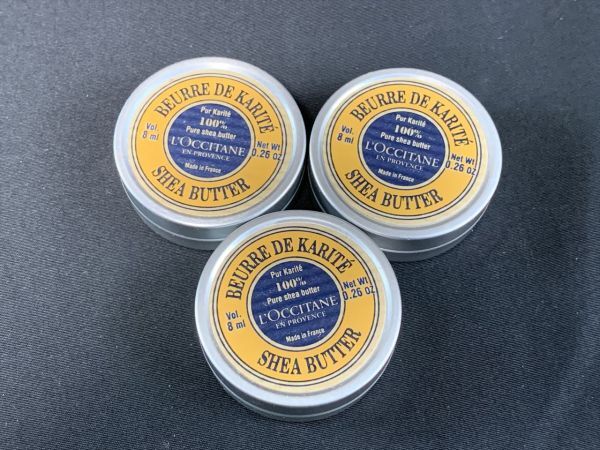 BEURRE DE KARITÉ
Pur Karité
100%
Pure shea butter
Vol.
8 ml
Net Wt
0.26 oz
L'OCCITANE
EN PROVENCE
Made in France
SHEA BUTTER
BEURRE DE KARITÉ
Pur Karité
100%
Pure shea butter
Vol.
8 ml
Net Wt
0.26 oz
L'OCCITANE
EN PROVENCE
Made in France
SHEA BUTTER
BEURRE DE KARITÉ
Pur Karité
100%
Pure shea butter
Vol.
8 ml
Net Wt
0.26 oz
L'OCCITANE
EN PROVENCE
Made in France
SHEA BUTTER